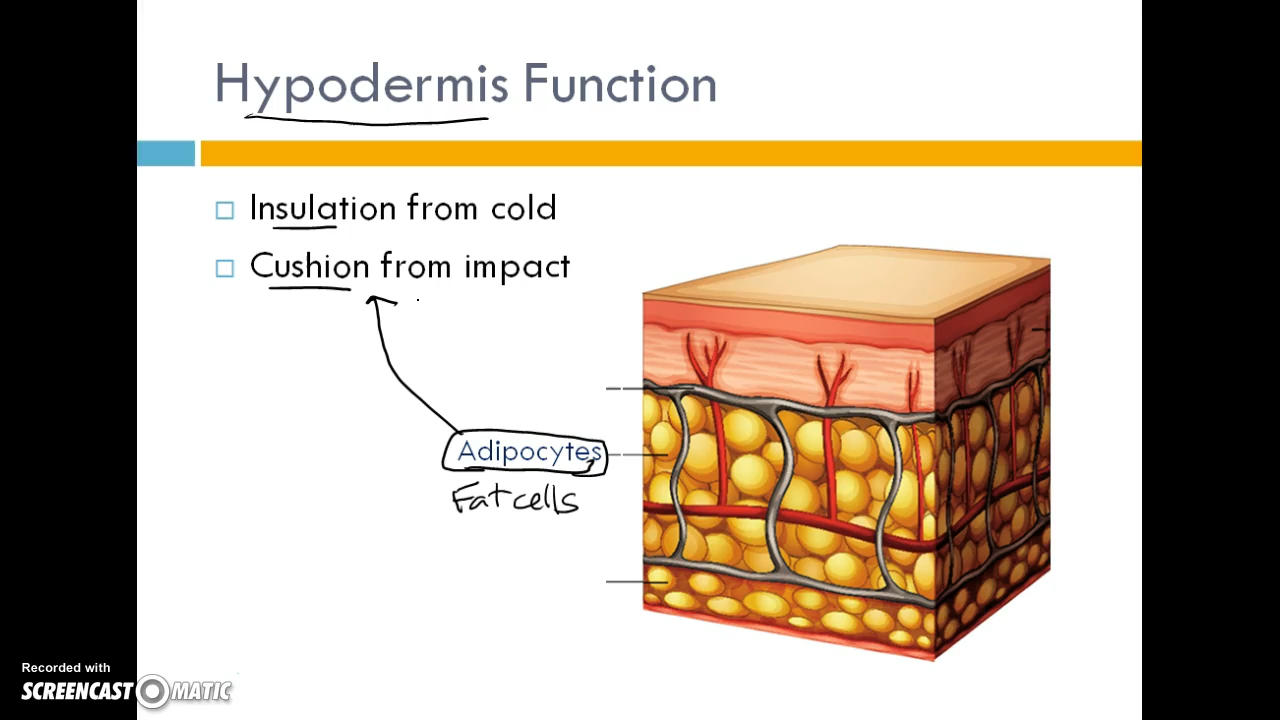 Hypodermis Function
Insulation from cold
Cushion from impact
Adipocytes
Fat cells
Recorded with
SCREENCAST MATIC